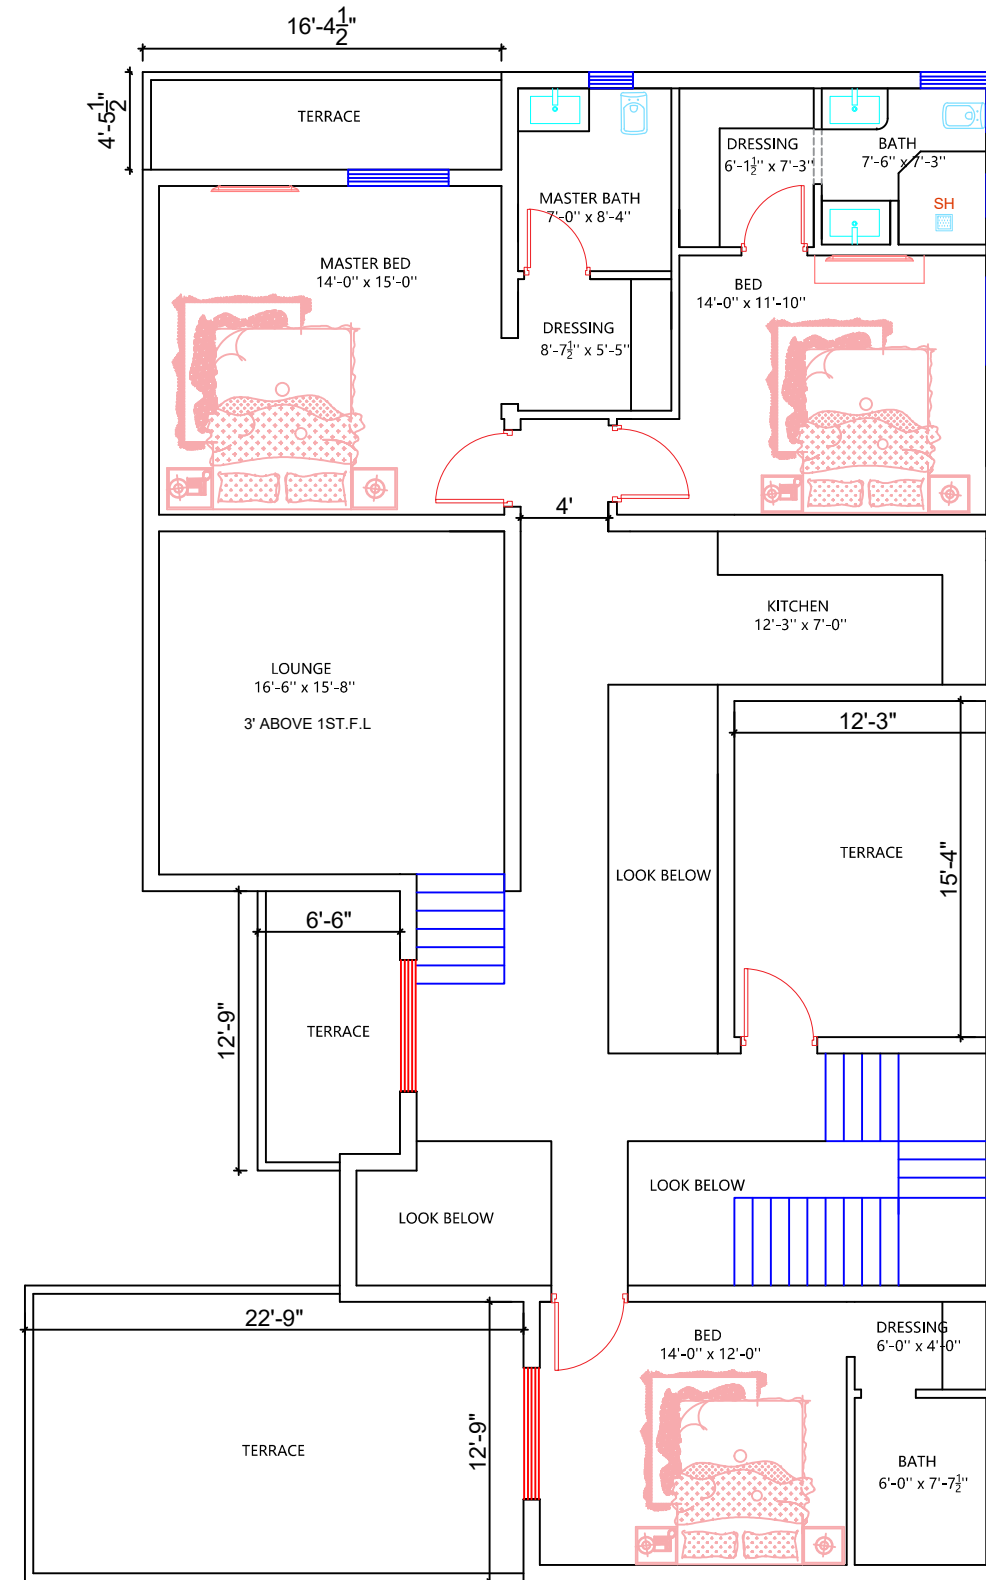 16'-4½"
4'-5½"
TERRACE
DRESSING
6'-1½'' x 7'-3''
BATH
7'-6'' x 7'-3''
MASTER BATH
7'-0'' x 8'-4''
SH
MASTER BED
14'-0'' x 15'-0''
BED
14'-0'' x 11'-10''
DRESSING
8'-7½'' x 5'-5''
4'
KITCHEN
12'-3'' x 7'-0''
LOUNGE
16'-6'' x 15'-8''
3' ABOVE 1ST.F.L
12'-3"
TERRACE
15'-4"
LOOK BELOW
6'-6"
12'-9"
TERRACE
LOOK BELOW
LOOK BELOW
22'-9"
DRESSING
6'-0'' x 4'-0''
BED
14'-0'' x 12'-0''
12'-9"
TERRACE
BATH
6'-0'' x 7'-7½''